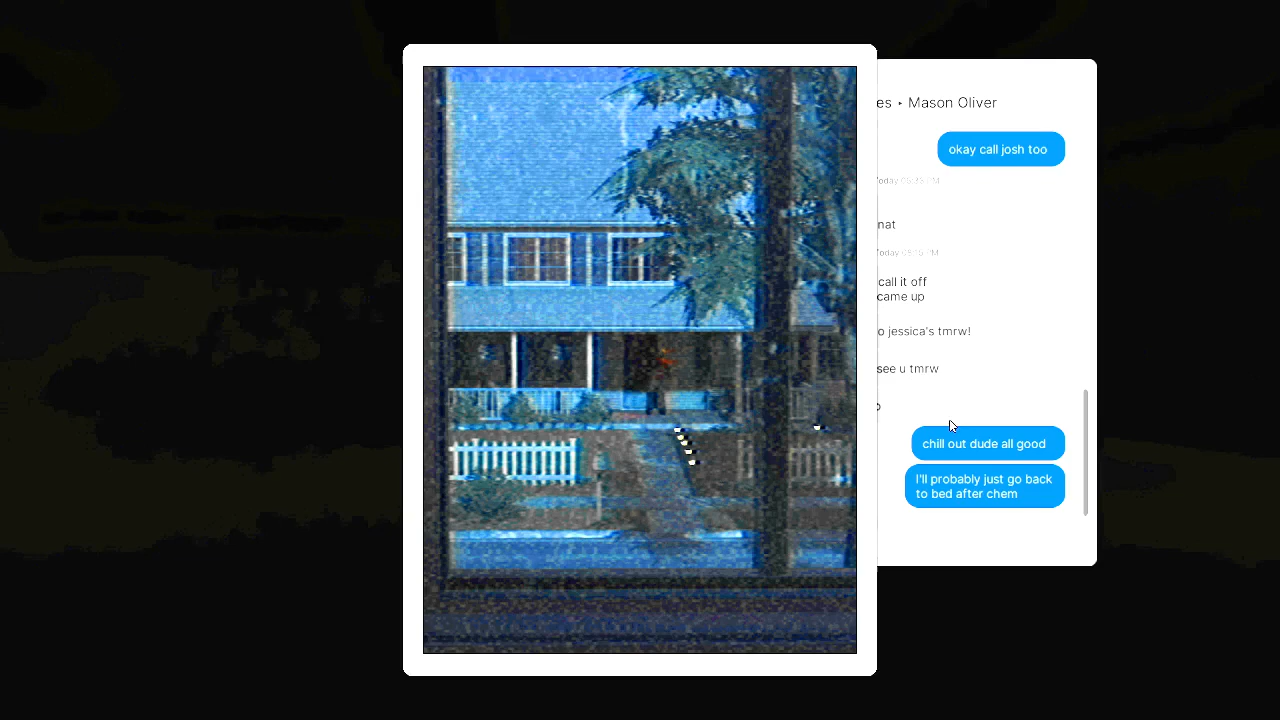 es ‣ Mason Oliver
okay call josh too
nat
call it off
came up
o jessica's tmrw!
see u tmrw
chill out dude all good
I'll probably just go back
to bed after chem